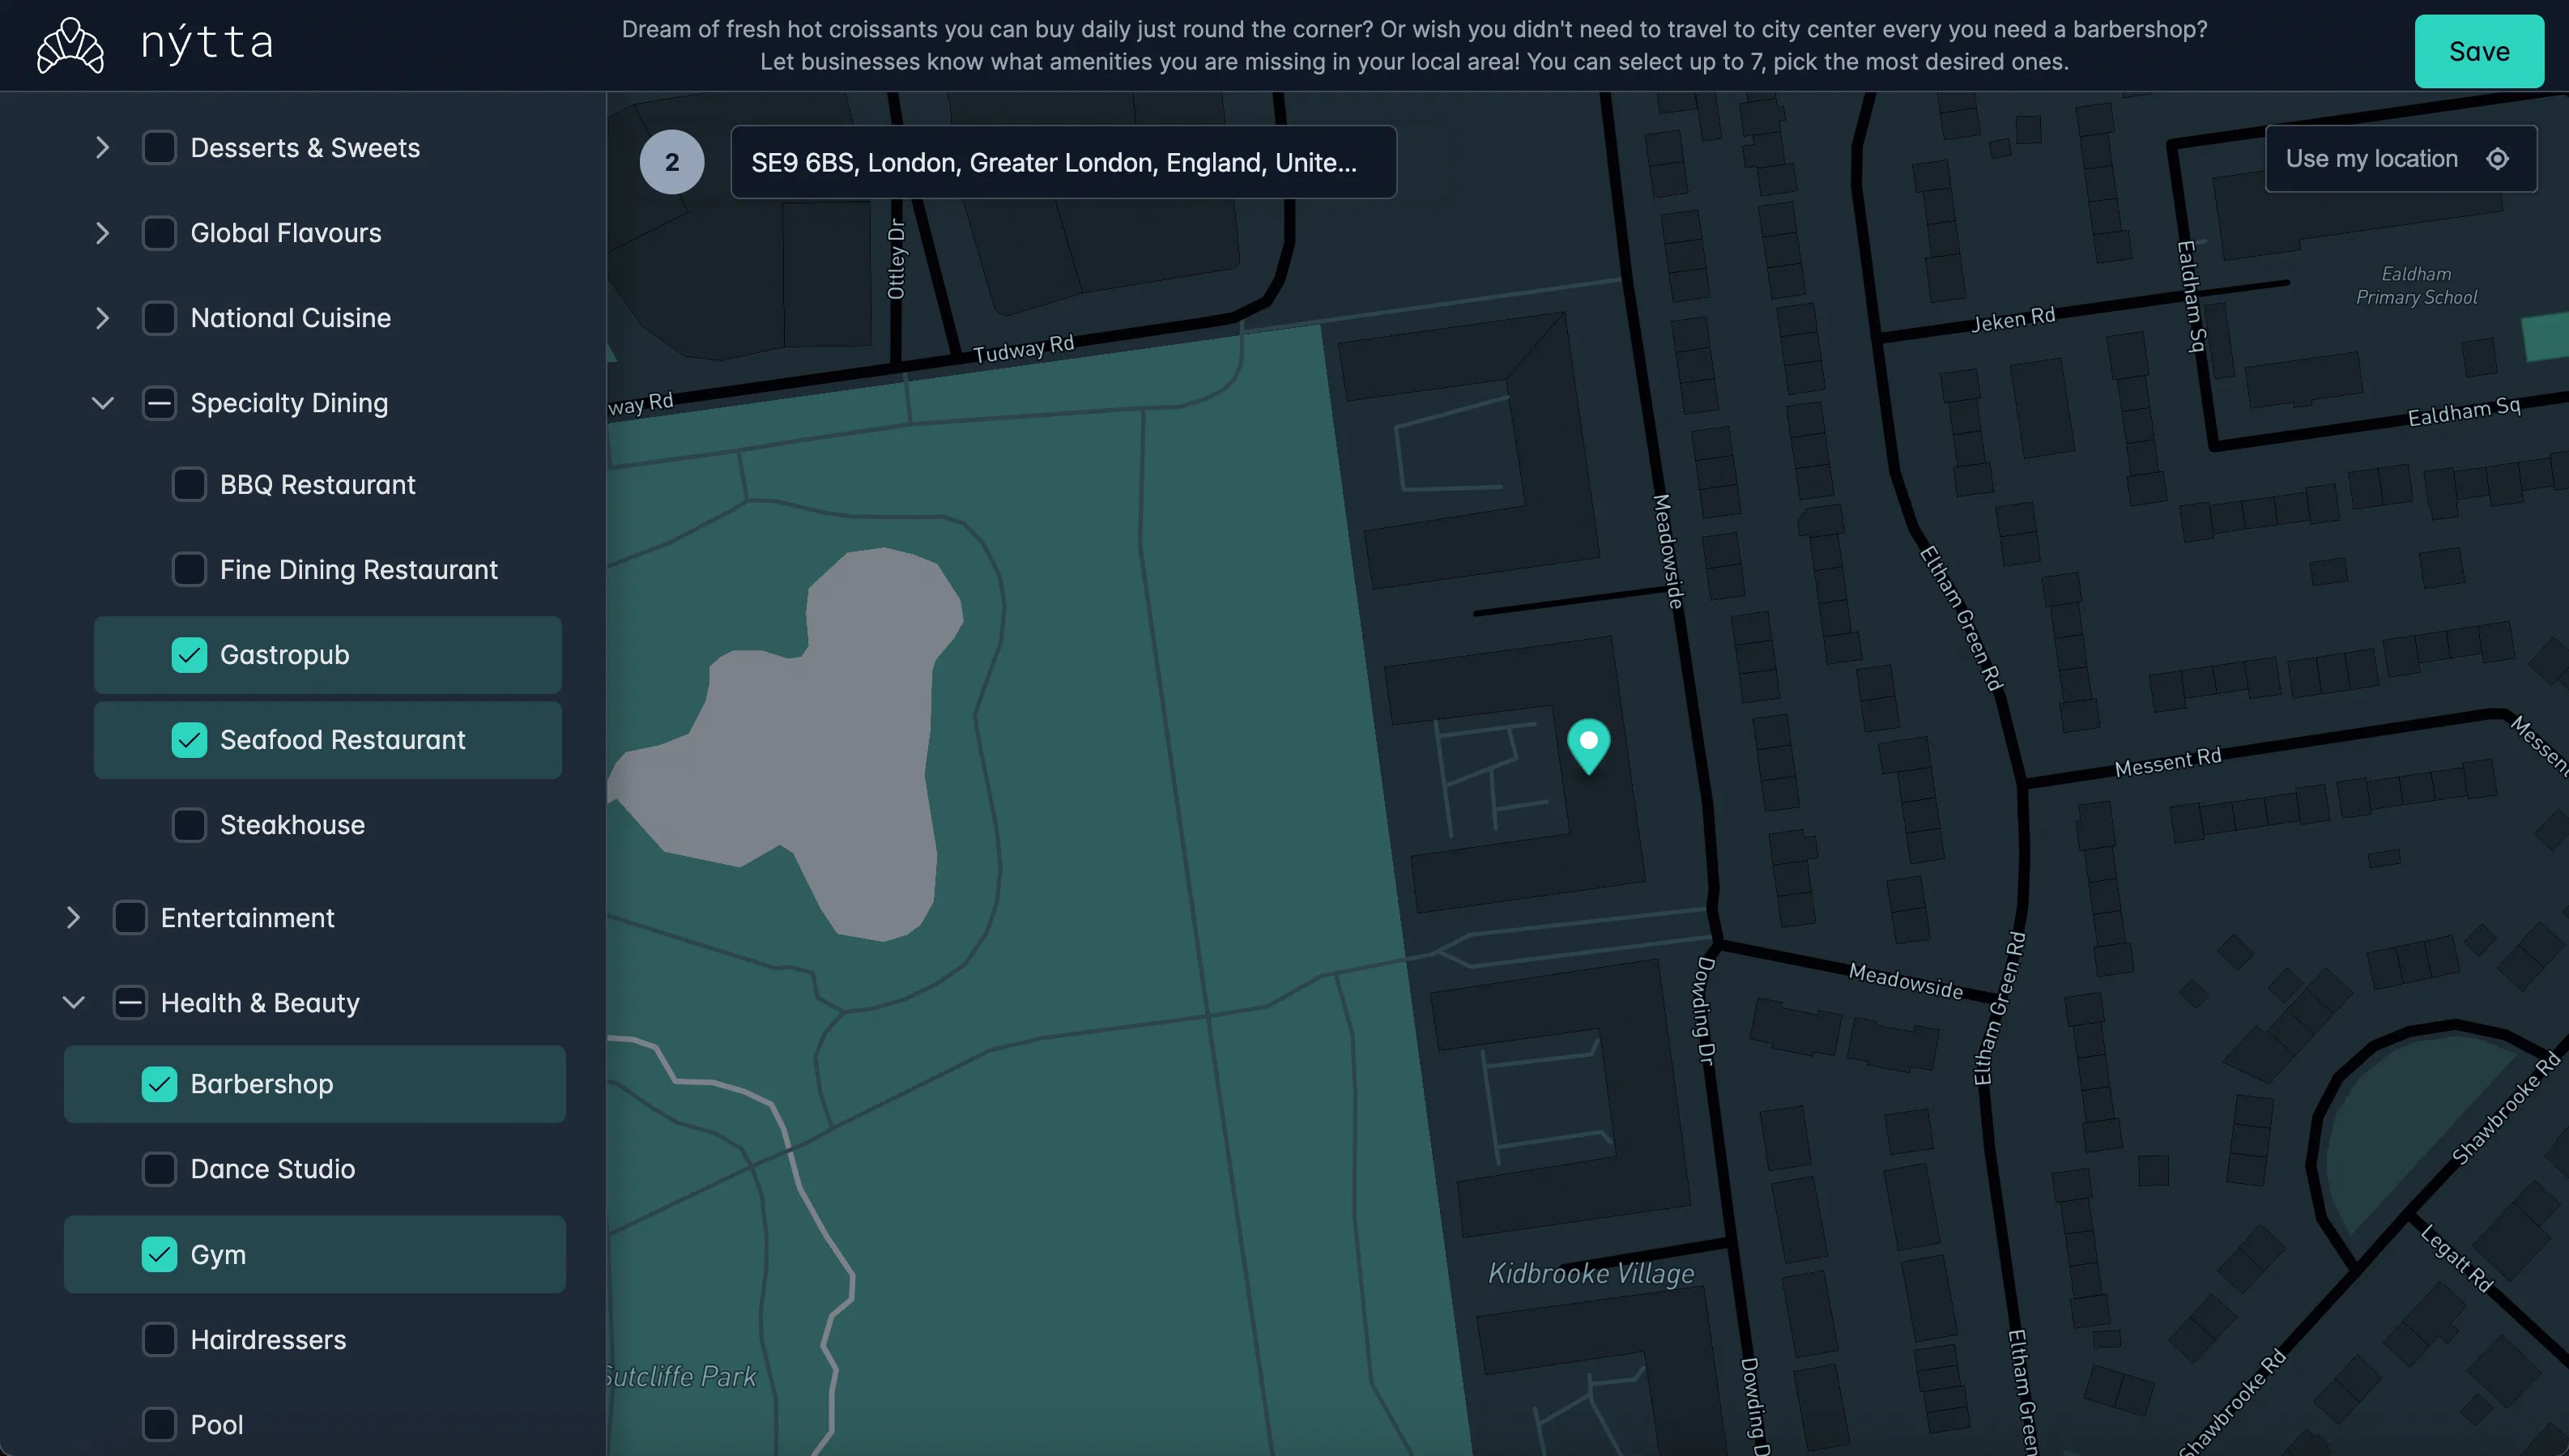 nýtta
Dream of fresh hot croissants you can buy daily just round the corner? Or wish you didn't need to travel to city center every you need a barbershop?
Let businesses know what amenities you are missing in your local area! You can select up to 7, pick the most desired ones.
Save
Desserts & Sweets
Global Flavours
National Cuisine
Specialty Dining
BBQ Restaurant
Fine Dining Restaurant
Gastropub
Seafood Restaurant
Steakhouse
Entertainment
Health & Beauty
Barbershop
Dance Studio
Gym
Hairdressers
Pool
2
SE9 6BS, London, Greater London, England, Unite...
Use my location
Ottley Dr
Tudway Rd
way Rd
Ealdham Sq
Ealdham
Primary School
Jeken Rd
Ealdham Sq
Meadowside
Eltham Green Rd
Messent Rd
Messent
Meadowside
Dowding Dr
Eltham Green Rd
Shawbrooke Rd
Legatt Rd
Kidbrooke Village
Sutcliffe Park
Dowding D
Eltham Green
Shawbrooke Rd